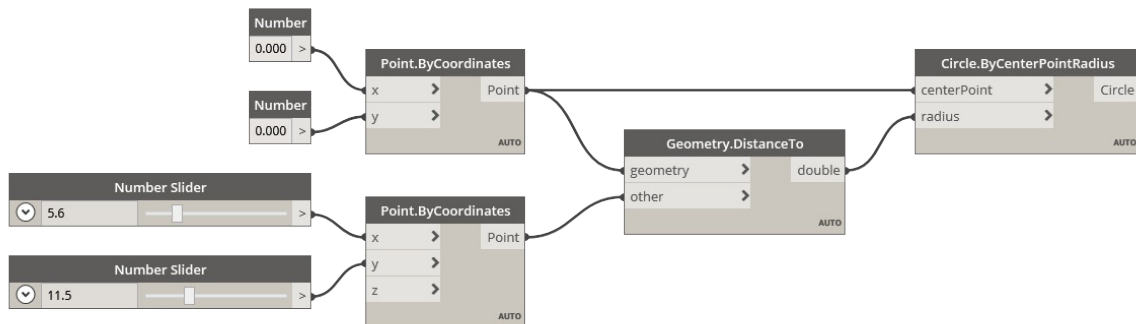 Number
0.000 >
Number
0.000 >
Point.ByCoordinates
x > Point
y >
AUTO
Circle.ByCenterPointRadius
centerPoint > Circle
radius >
AUTO
Geometry.DistanceTo
geometry > double
other >
AUTO
Number Slider
5.6 >
Number Slider
11.5 >
Point.ByCoordinates
x > Point
y >
z >
AUTO